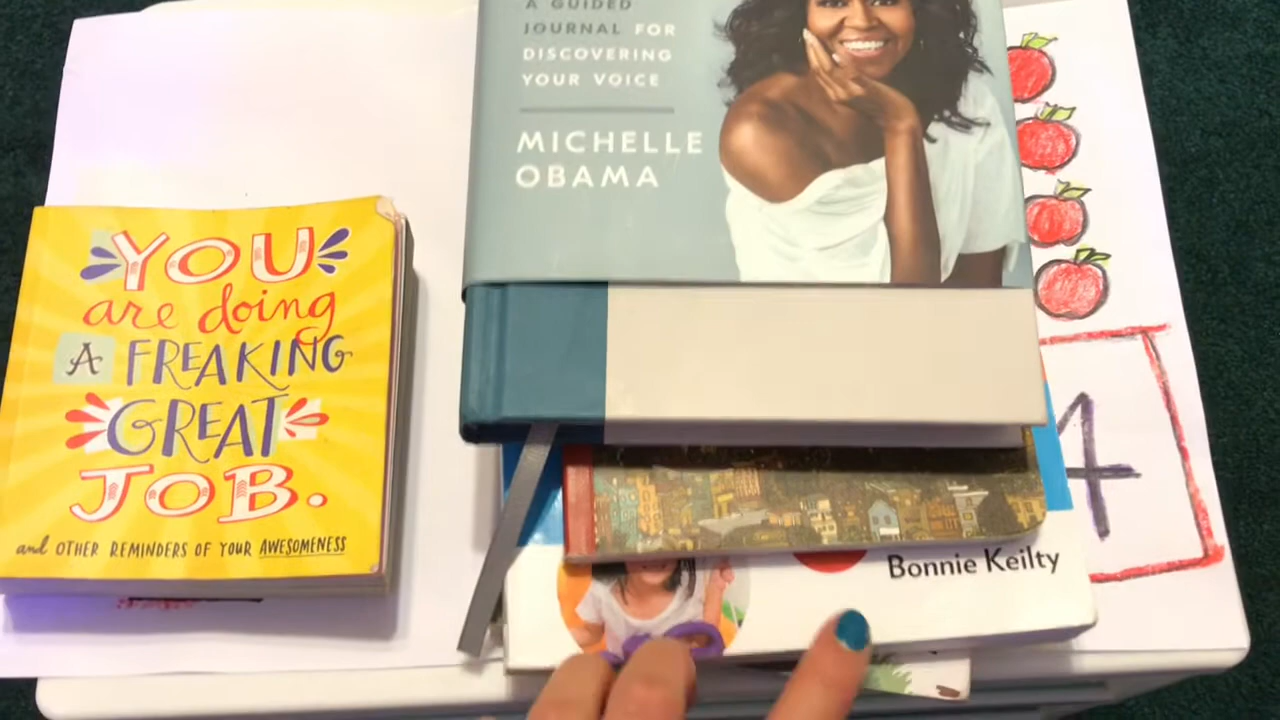 YOU
are doing
A FREAKING
GREAT
JOB.
and OTHER REMINDERS OF YOUR AWESOMENESS
A GUIDED
JOURNAL FOR
DISCOVERING
YOUR VOICE
MICHELLE
OBAMA
4
Bonnie Keilty